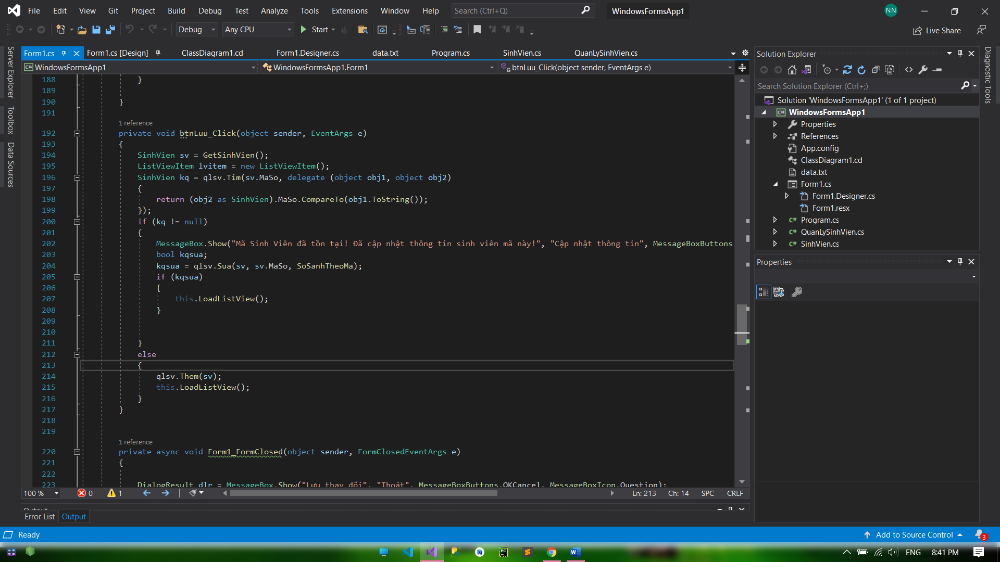 File Edit View Git Project Build Debug Test Analyze Tools Extensions Window Help Search (Ctrl+Q) WindowsFormsApp1 NN
Debug Any CPU Start Live Share
Server Explorer
Toolbox
Data Sources
Form1.cs Form1.cs [Design] ClassDiagram1.cd Form1.Designer.cs data.txt Program.cs SinhVien.cs QuanLySinhVien.cs
WindowsFormsApp1 WindowsFormsApp1.Form1 btnLuu_Click(object sender, EventArgs e)
188 }
189
190 }
191
1 reference
192 private void btnLuu_Click(object sender, EventArgs e)
193 {
194 SinhVien sv = GetSinhVien();
195 ListViewItem lvitem = new ListViewItem();
196 SinhVien kq = qlsv.Tim(sv.MaSo, delegate (object obj1, object obj2)
197 {
198 return (obj2 as SinhVien).MaSo.CompareTo(obj1.ToString());
199 });
200 if (kq != null)
201 {
202 MessageBox.Show("Mã Sinh Viên đã tồn tại! Đã cập nhật thông tin sinh viên mã này!", "Cập nhật thông tin", MessageBoxButtons
203 bool kqsua;
204 kqsua = qlsv.Sua(sv, sv.MaSo, SoSanhTheoMa);
205 if (kqsua)
206 {
207 this.LoadListView();
208 }
209
210
211 }
212 else
213 {
214 qlsv.Them(sv);
215 this.LoadListView();
216 }
217 }
218
219
1 reference
220 private async void Form1_FormClosed(object sender, FormClosedEventArgs e)
221 {
222
223 DialogResult dlr = MessageBox.Show("Lưu thay đổi", "Thoát", MessageBoxButtons.OKCancel, MessageBoxIcon.Question);
100 % 0 1 Ln: 213 Ch: 14 SPC CRLF
Output
Error List Output
Solution Explorer
Search Solution Explorer (Ctrl+;)
Solution 'WindowsFormsApp1' (1 of 1 project)
C# WindowsFormsApp1
Properties
References
App.config
ClassDiagram1.cd
data.txt
Form1.cs
Form1.Designer.cs
Form1.resx
C# Program.cs
C# QuanLySinhVien.cs
C# SinhVien.cs
Properties
Diagnostic Tools
Ready Add to Source Control 3
ENG 8:41 PM